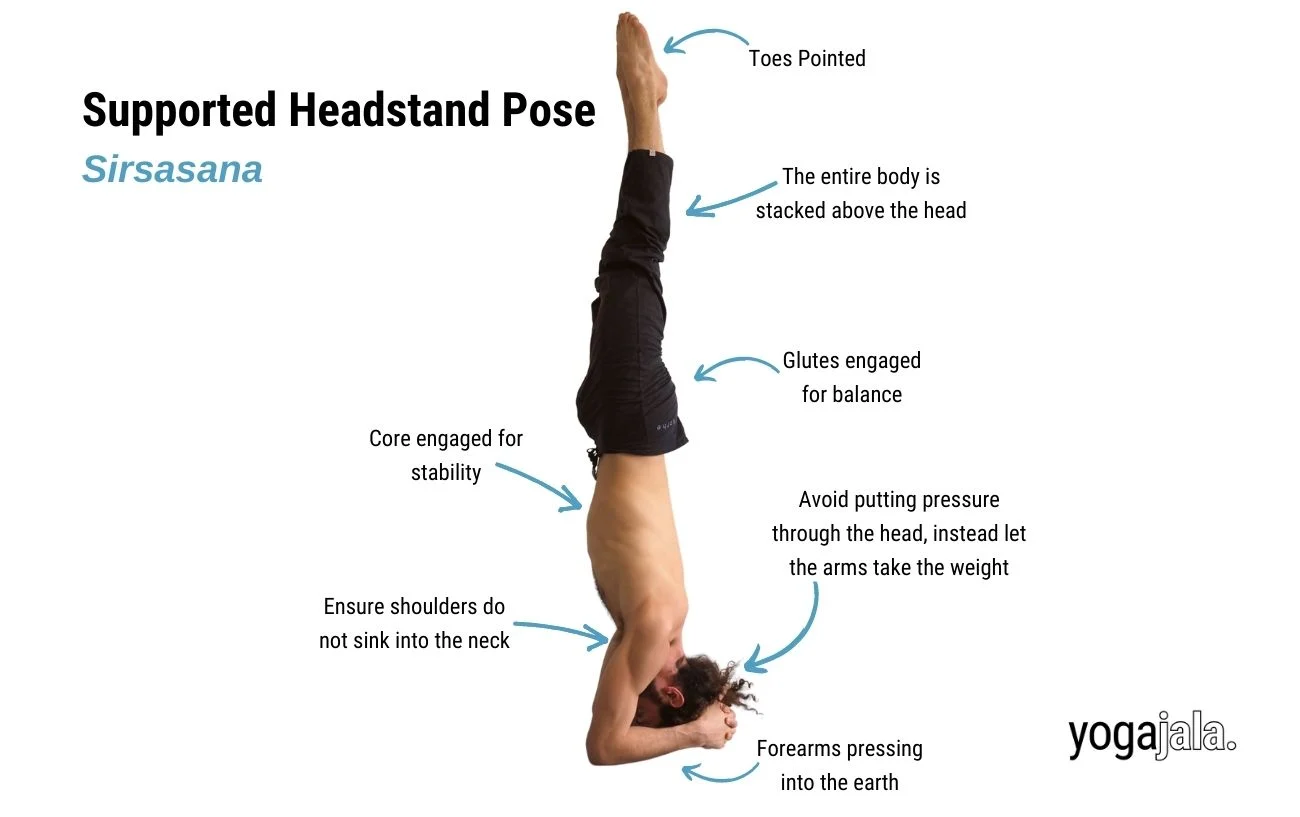 Supported Headstand Pose
Sirsasana
Toes Pointed
The entire body is
stacked above the head
Glutes engaged
for balance
Core engaged for
stability
Avoid putting pressure
through the head, instead let
the arms take the weight
Ensure shoulders do
not sink into the neck
Forearms pressing
into the earth
yogajala.